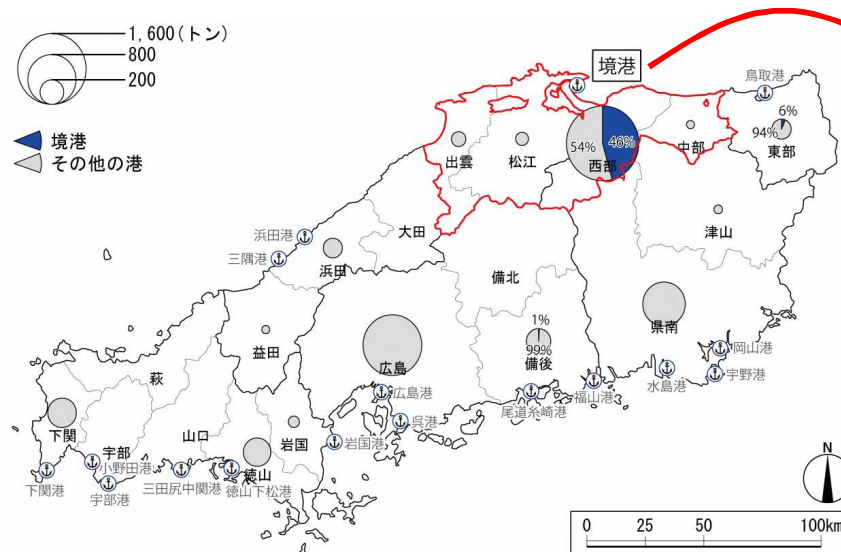 1,600(トン)
800
200
境港
その他の港
境港
鳥取港
6%
94%
東部
中部
46%
54%
西部
松江
出雲
津山
大田
浜田港
三隅港
浜田
備北
県南
1%
99%
備後
広島
益田
岡山港
宇野港
水島港
福山港
尾道糸崎港
広島港
呉港
萩
下関
山口
岩国
岩国港
宇部
小野田港
徳山
下関港
宇部港
三田尻中関港
徳山下松港
N
0 25 50 100km